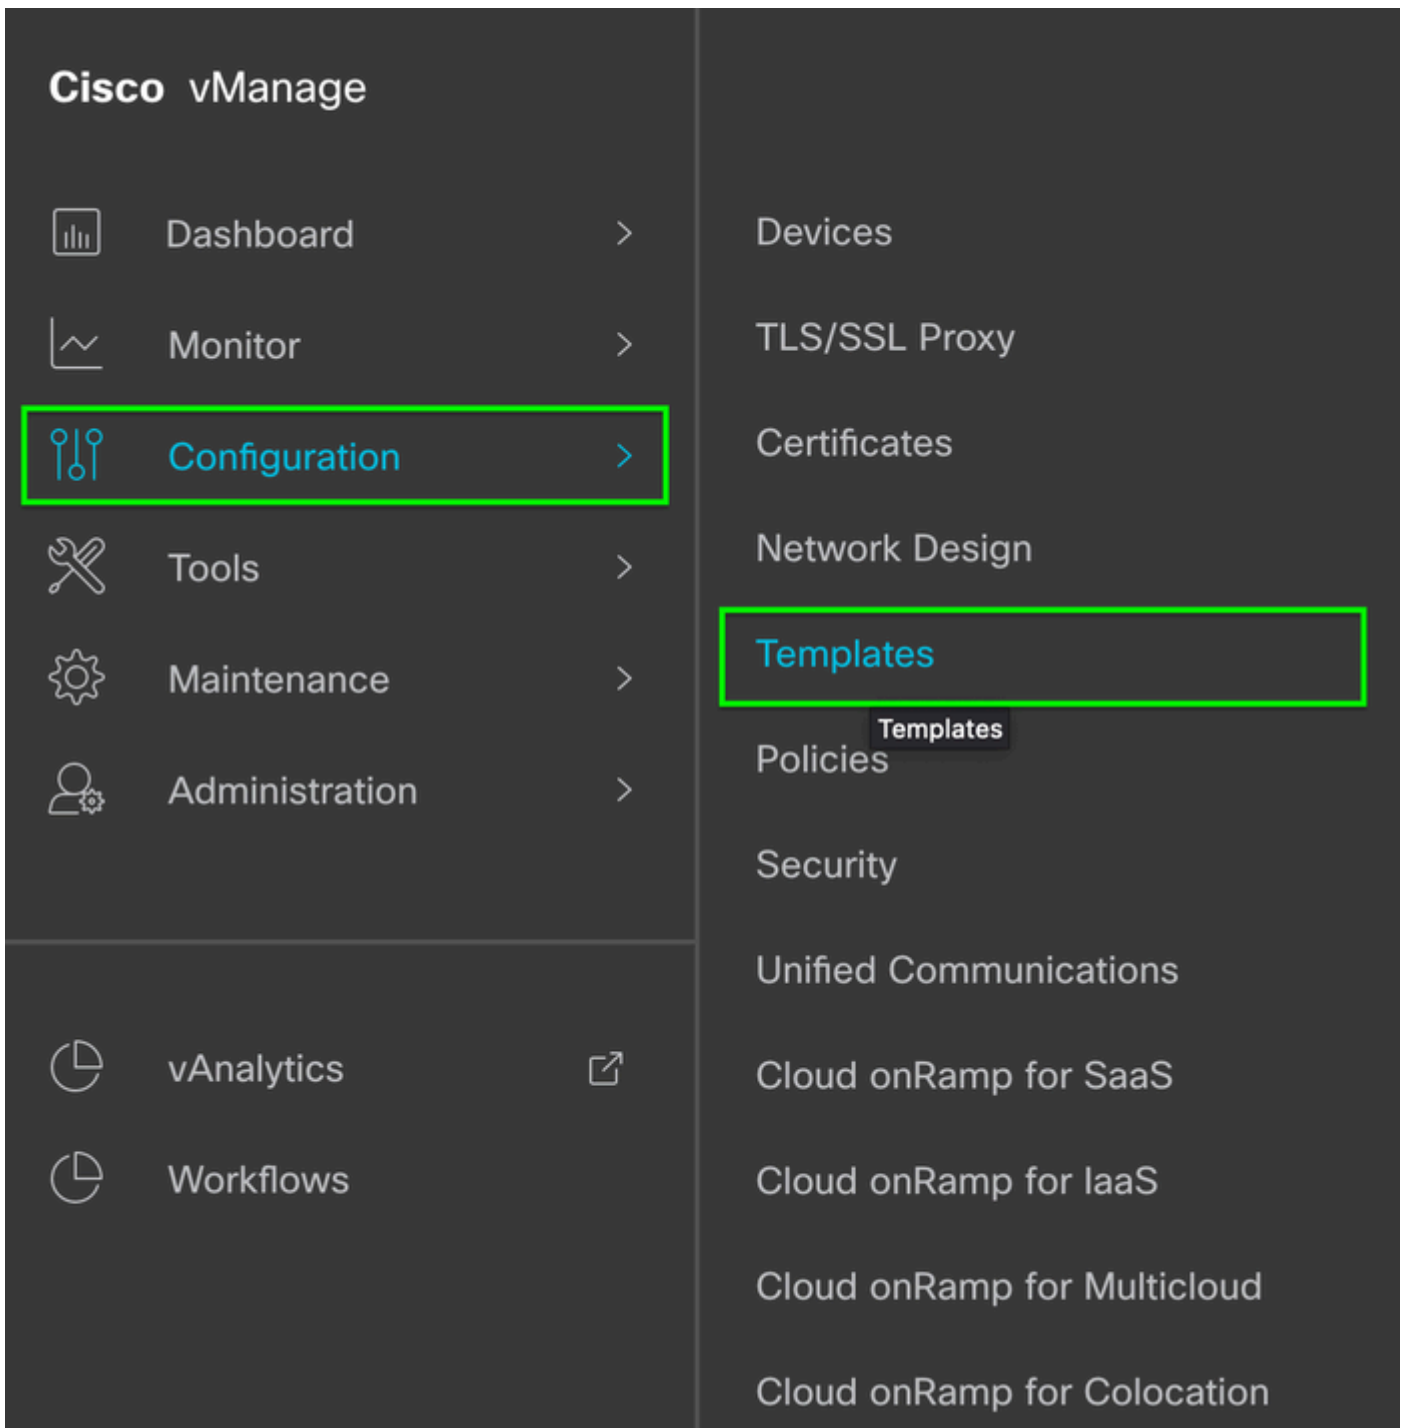 Cisco vManage
Dashboard
Monitor
Configuration
Tools
Maintenance
Administration
vAnalytics
Workflows
Devices
TLS/SSL Proxy
Certificates
Network Design
Templates
Templates
Policies
Security
Unified Communications
Cloud onRamp for SaaS
Cloud onRamp for IaaS
Cloud onRamp for Multicloud
Cloud onRamp for Colocation